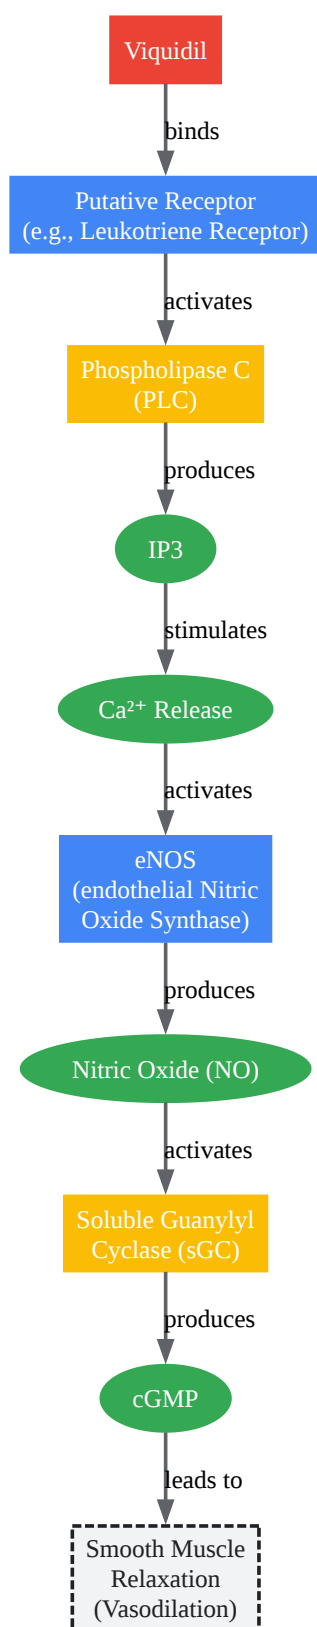 Viquidil
binds
Putative Receptor
(e.g., Leukotriene Receptor)
activates
Phospholipase C
(PLC)
produces
IP3
stimulates
Ca²⁺ Release
activates
eNOS
(endothelial Nitric
Oxide Synthase)
produces
Nitric Oxide (NO)
activates
Soluble Guanylyl
Cyclase (sGC)
produces
cGMP
leads to
Smooth Muscle
Relaxation
(Vasodilation)